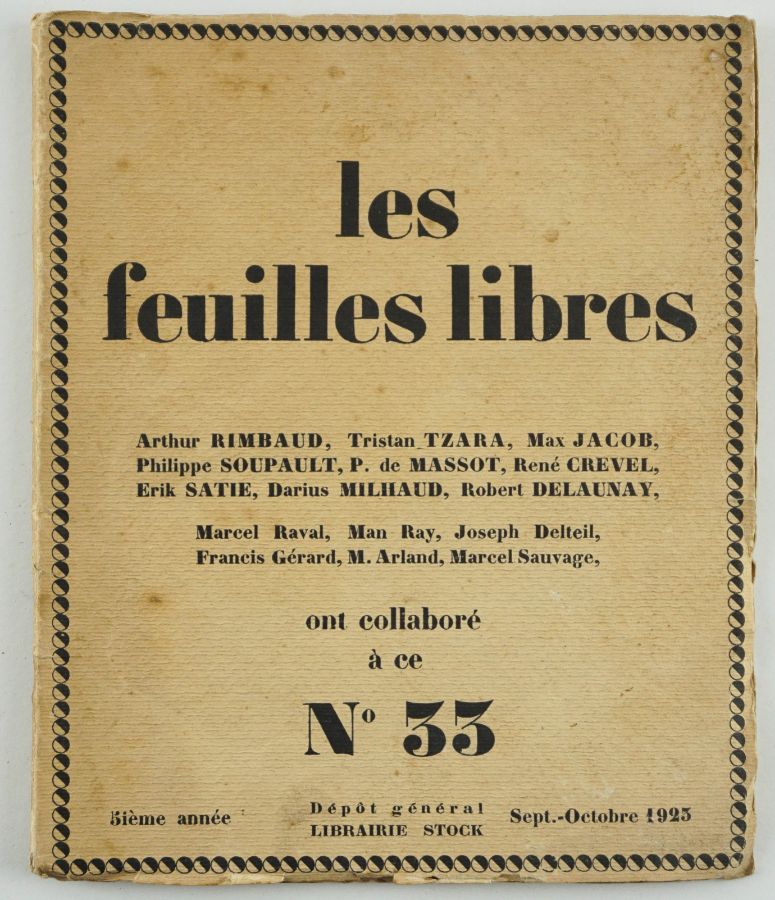 les
feuilles libres
Arthur RIMBAUD, Tristan TZARA, Max JACOB,
Philippe SOUPAULT, P. de MASSOT, René CREVEL,
Erik SATIE, Darius MILHAUD, Robert DELAUNAY,
Marcel Raval, Man Ray, Joseph Delteil,
Francis Gérard, M. Arland, Marcel Sauvage,
ont collaboré
à ce
N° 33
5ième année
Dépôt général
LIBRAIRIE STOCK
Sept.-Octobre 1923